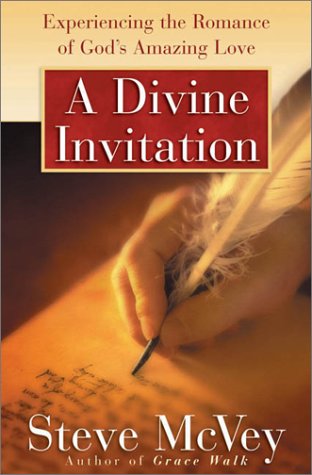 Experiencing the Romance
of God's Amazing Love
A Divine
Invitation
Steve McVey
Author of Grace Walk